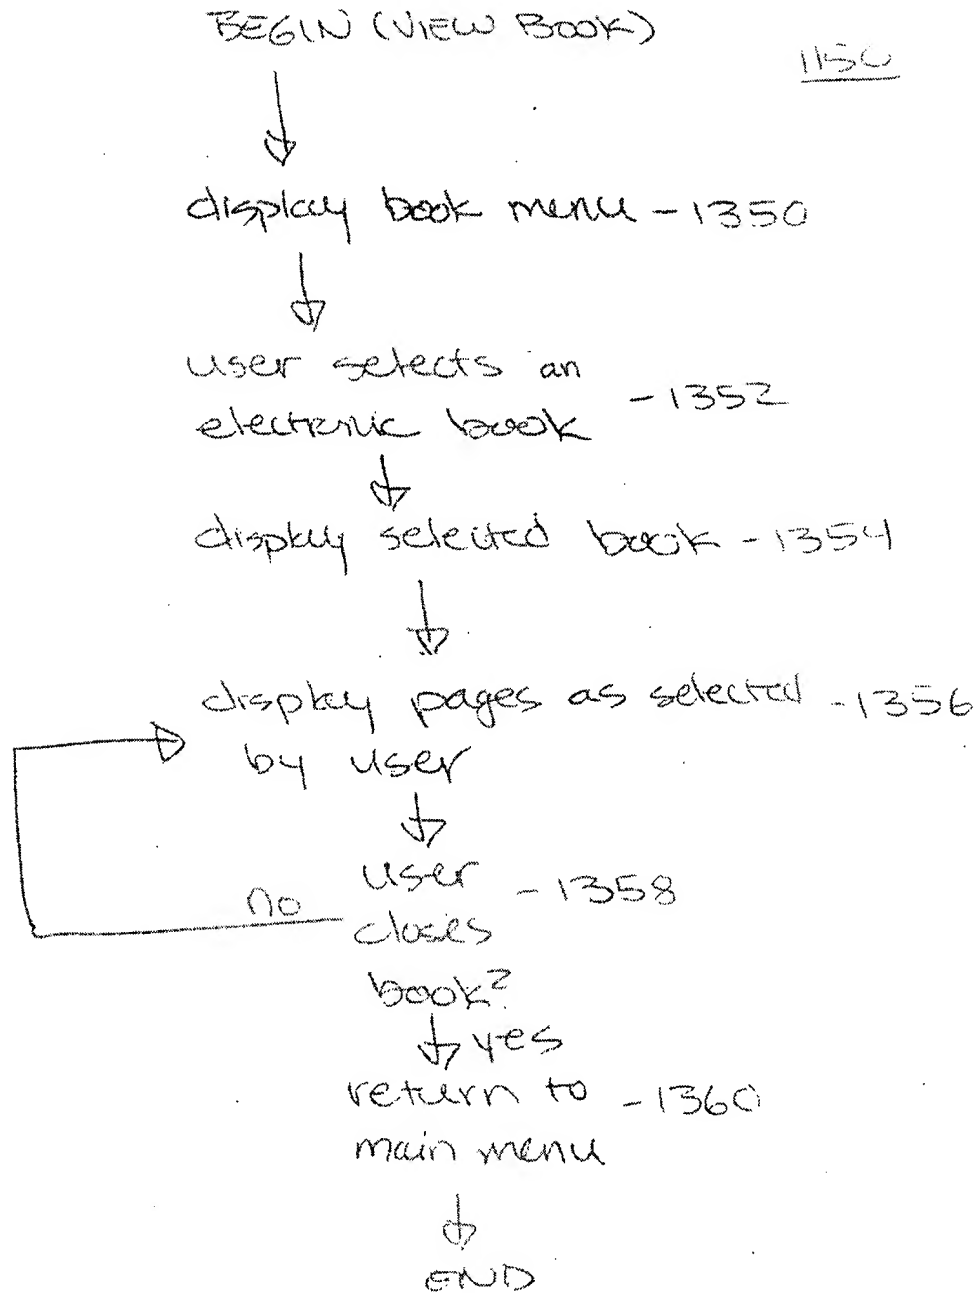 BEGIN (VIEW BOOK)
1150
display book menu - 1350
user selects an
electronic book - 1352
display selected book - 1354
display pages as selected - 1356
by user
user - 1358
no
closes
book?
yes
return to - 1360
main menu
END